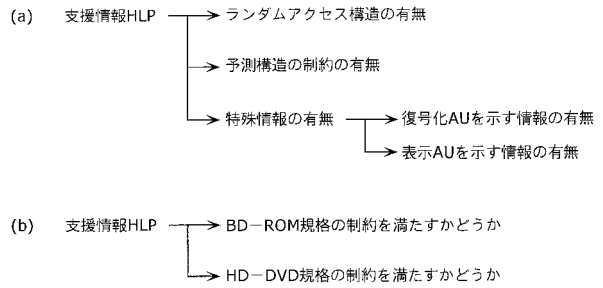 (a) 支援情報HLP ランダムアクセス構造の有無
予測構造の制約の有無
特殊情報の有無 復号化AUを示す情報の有無
表示AUを示す情報の有無
(b) 支援情報HLP BD－ROM規格の制約を満たすかどうか
HD－DVD規格の制約を満たすかどうか